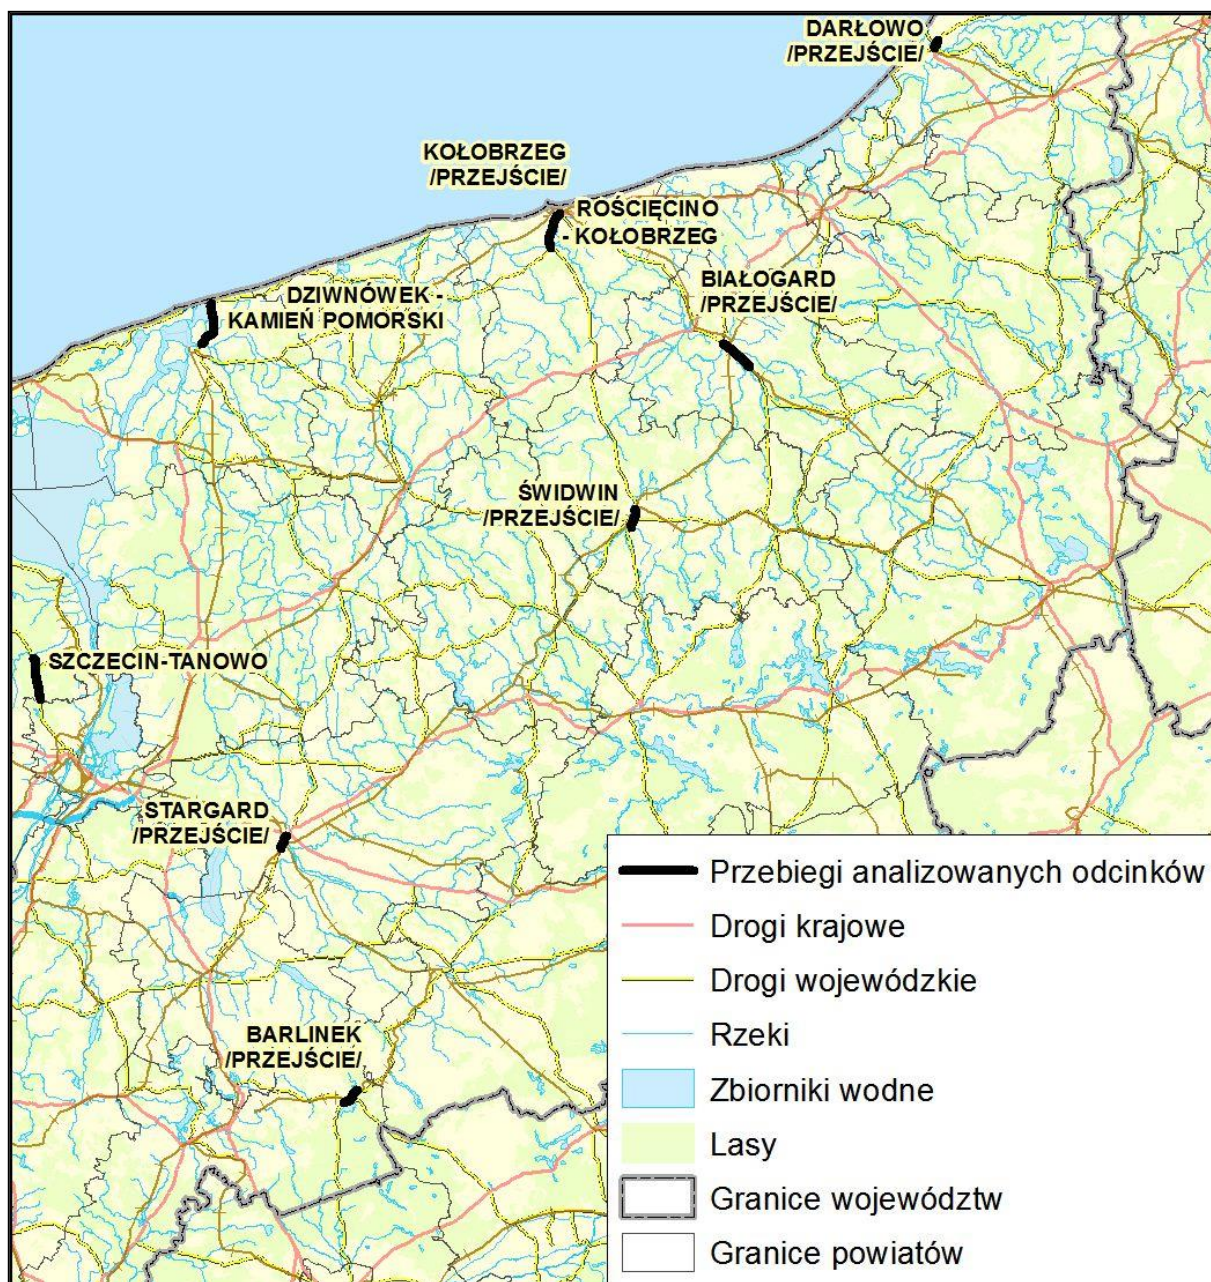 DARŁOWO
/PRZEJŚCIE/
KOŁOBRZEG
/PRZEJŚCIE/
ROŚCIĘCINO
- KOŁOBRZEG
BIAŁOGARD
/PRZEJŚCIE/
DZIWNÓWEK -
KAMIEŃ POMORSKI
ŚWIDWIN
/PRZEJŚCIE/
SZCZECIN-TANOWO
STARGARD
/PRZEJŚCIE/
BARLINEK
/PRZEJŚCIE/
Przebiegi analizowanych odcinków
Drogi krajowe
Drogi wojewódzkie
Rzeki
Zbiorniki wodne
Lasy
Granice województw
Granice powiatów